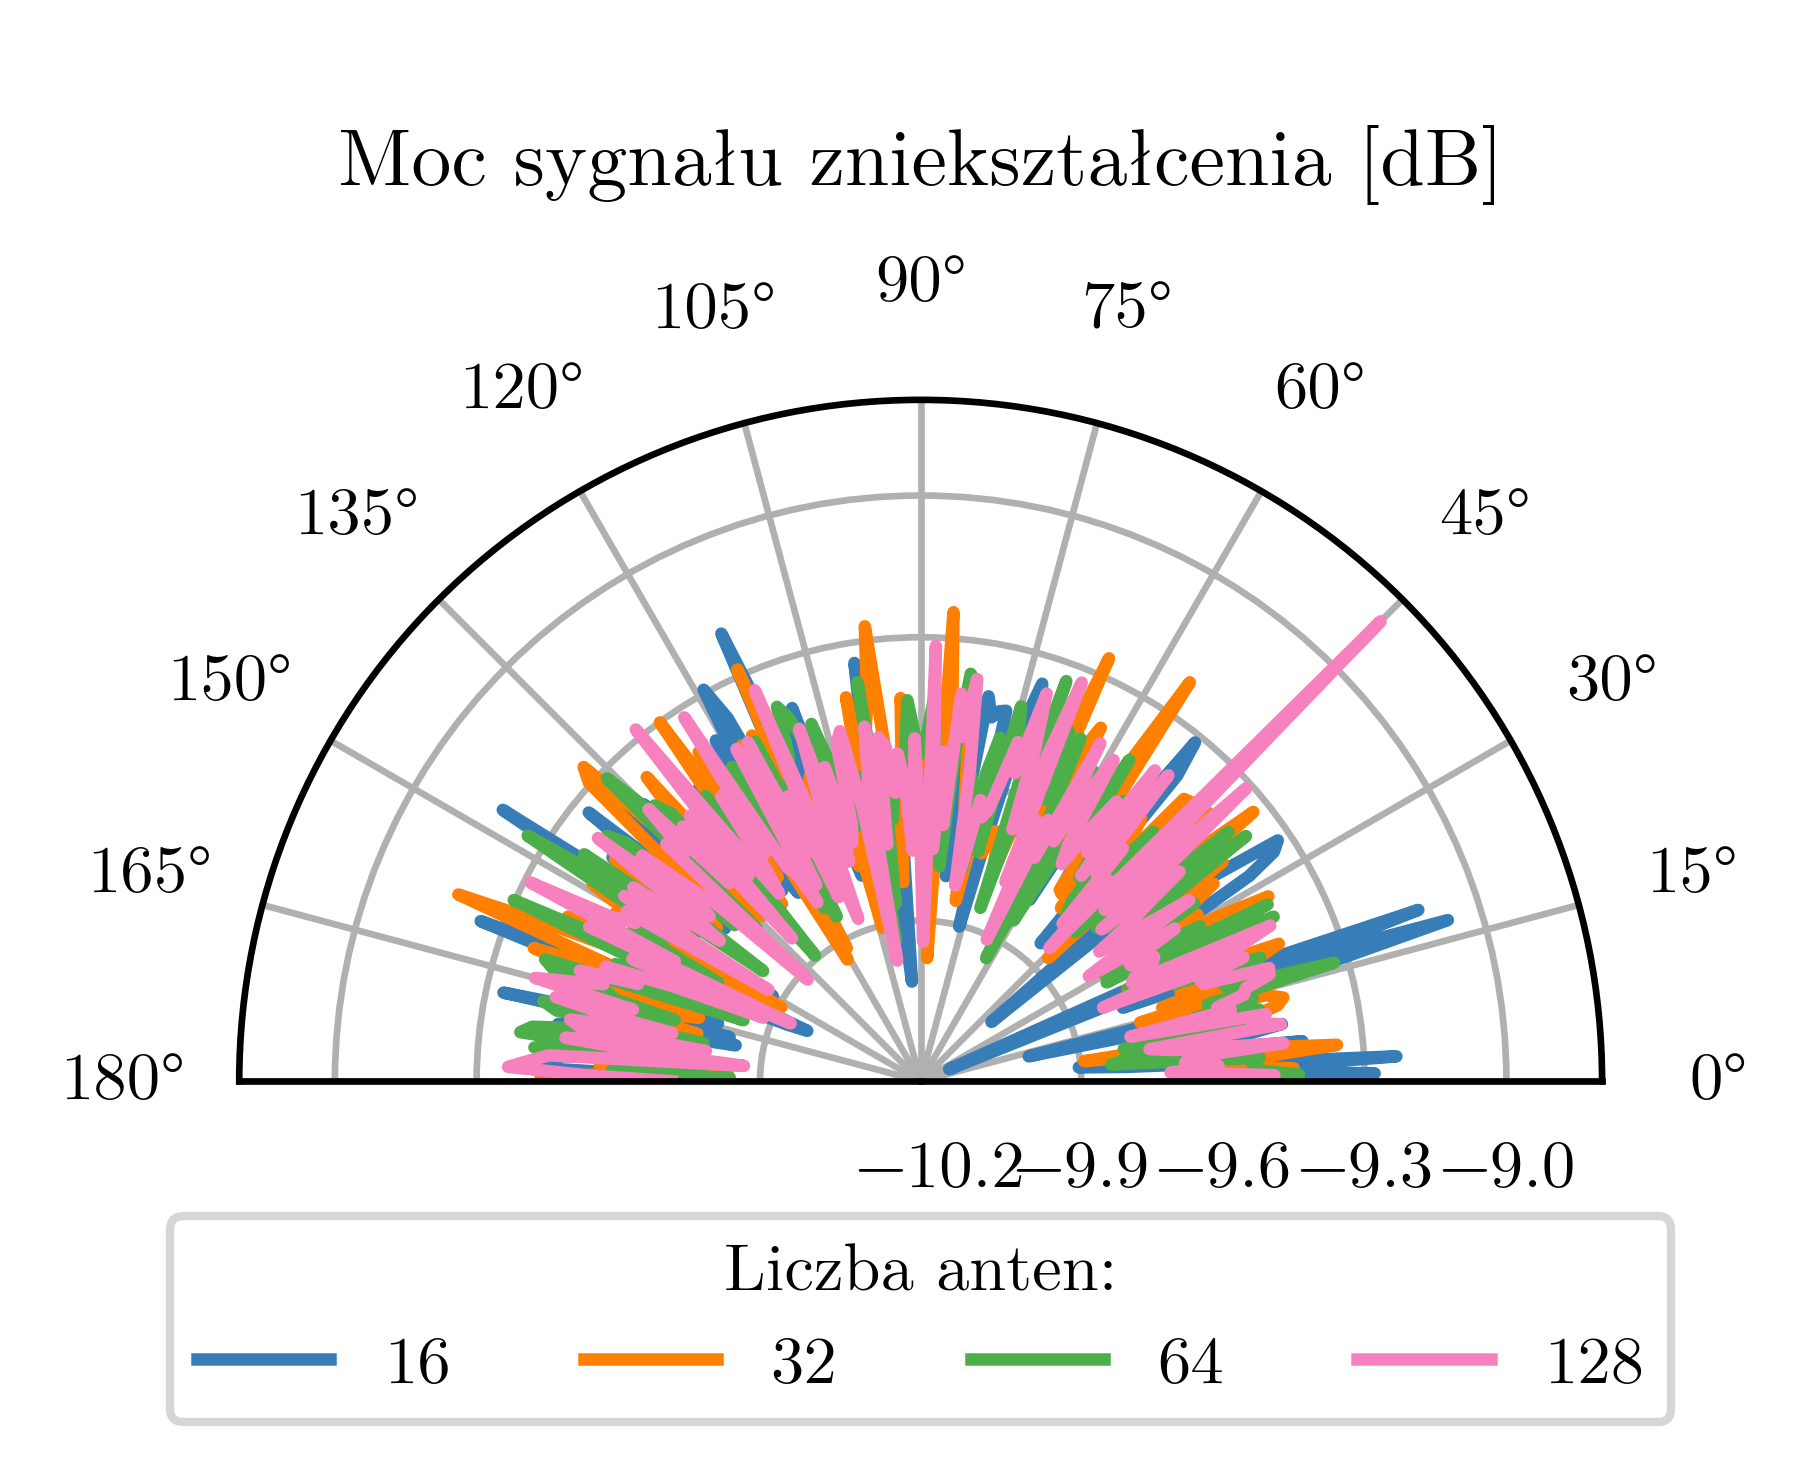 Moc sygnału zniekształcenia [dB]
90°
105° 75°
120° 60°
135° 45°
150° 30°
165° 15°
180° 0°
−10.2 −9.9 −9.6 −9.3 −9.0
Liczba anten:
16 32 64 128